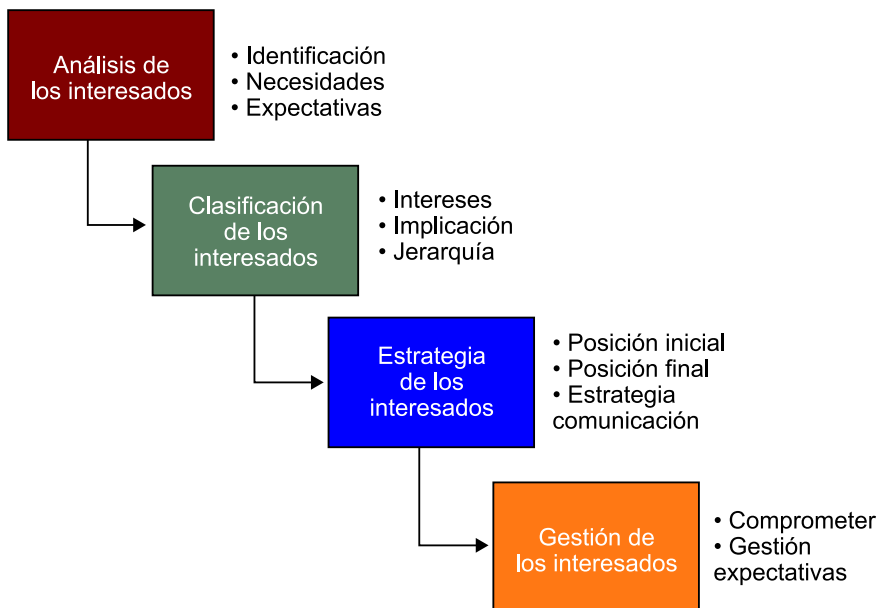 Análisis de
los interesados
• Identificación
• Necesidades
• Expectativas
Clasificación
de los
interesados
• Intereses
• Implicación
• Jerarquía
Estrategia
de los
interesados
• Posición inicial
• Posición final
• Estrategia
comunicación
Gestión de
los interesados
• Comprometer
• Gestión
expectativas